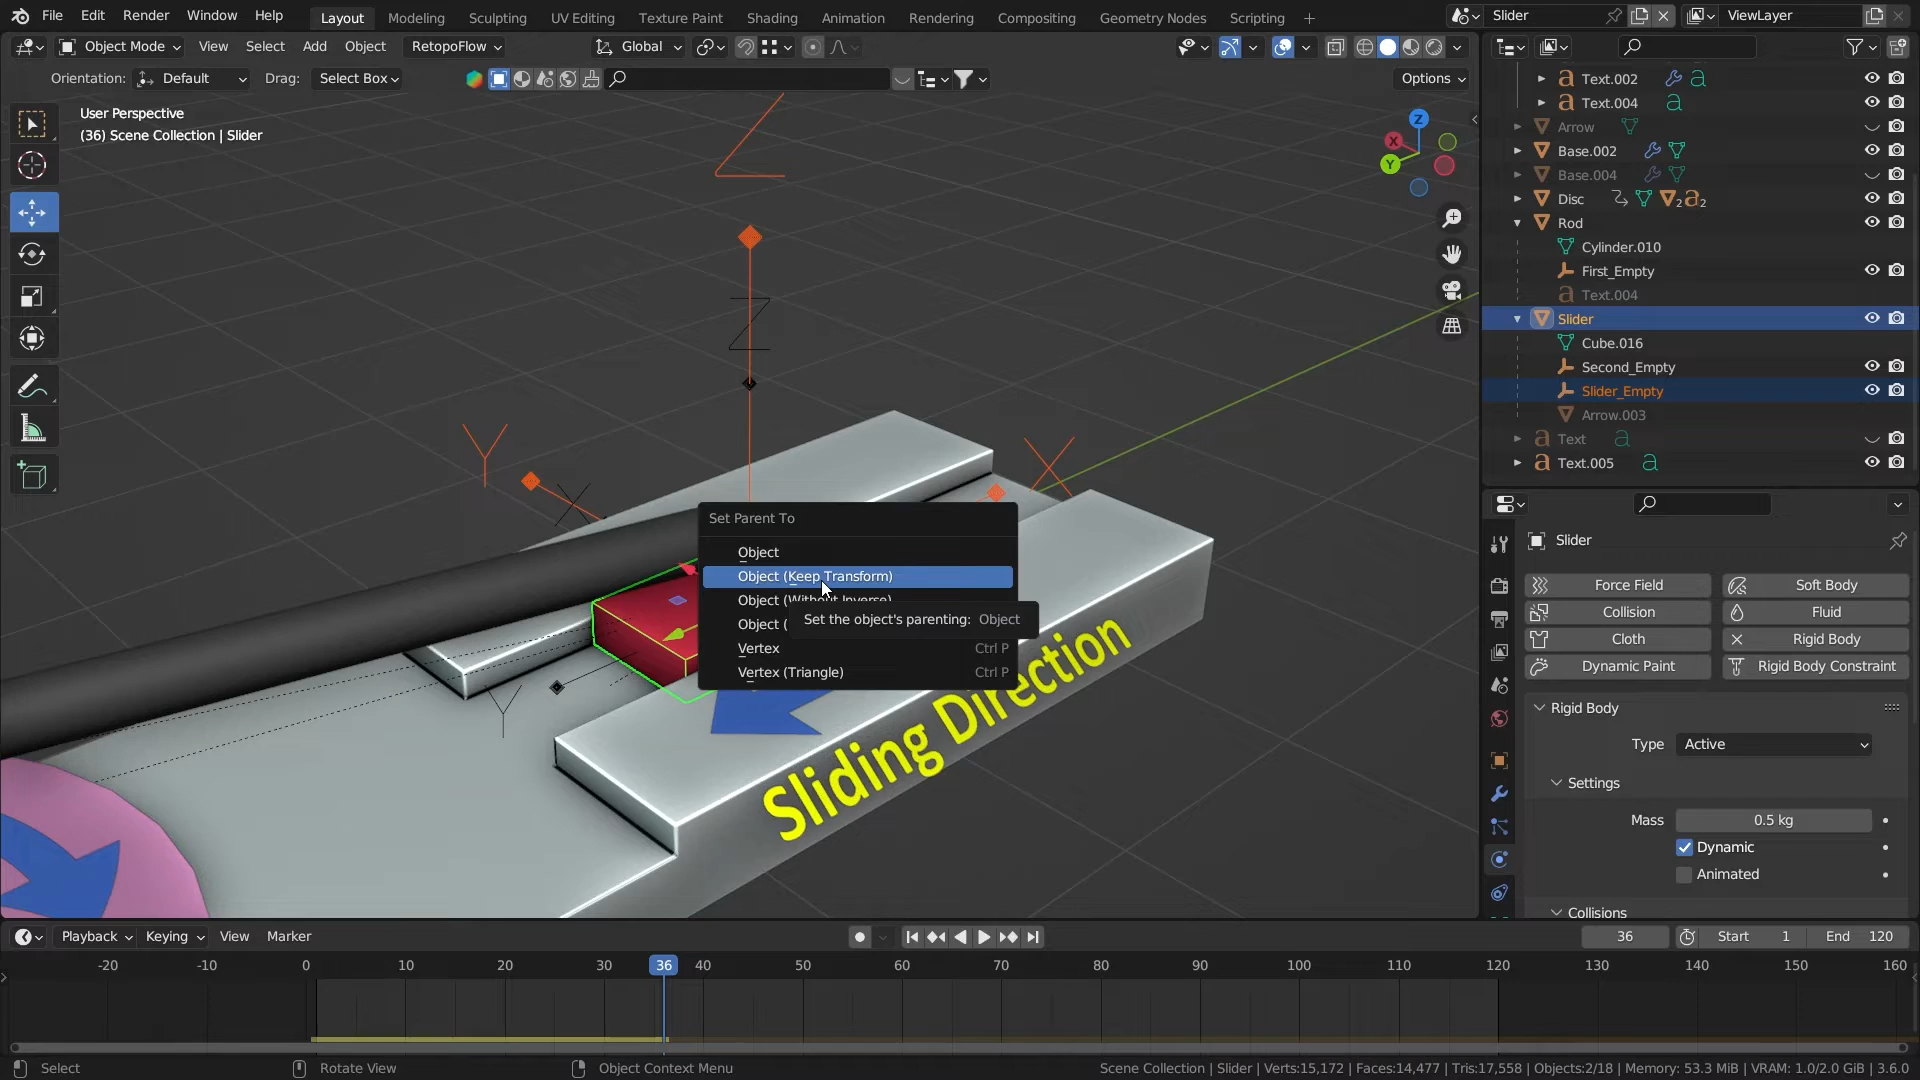 File Edit Render Window Help
Layout Modeling Sculpting UV Editing Texture Paint Shading Animation Rendering Compositing Geometry Nodes Scripting +
Slider
ViewLayer
Object Mode View Select Add Object RetopoFlow
Global
Orientation: Default Drag: Select Box
Options
User Perspective
(36) Scene Collection | Slider
Z
Z
Y
X
X
Y
Z
X
Y
Set Parent To
Object
Object (Keep Transform)
Object (Without Inverse)
Object (
Set the object's parenting: Object
Vertex Ctrl P
Vertex (Triangle) Ctrl P
Sliding Direction
Text.002
Text.004
Arrow
Base.002
Base.004
Disc 2 2
Rod
Cylinder.010
First_Empty
Text.004
Slider
Cube.016
Second_Empty
Slider_Empty
Arrow.003
Text
Text.005
Slider
Force Field Soft Body
Collision Fluid
Cloth Rigid Body
Dynamic Paint Rigid Body Constraint
Rigid Body
Type Active
Settings
Mass 0.5 kg
Dynamic
Animated
Collisions
Playback Keying View Marker
36 Start 1 End 120
-20 -10 0 10 20 30 36 40 50 60 70 80 90 100 110 120 130 140 150 160
Select Rotate View Object Context Menu
Scene Collection | Slider | Verts:15,172 | Faces:14,477 | Tris:17,558 | Objects:2/18 | Memory: 53.3 MiB | VRAM: 1.0/2.0 GiB | 3.6.0